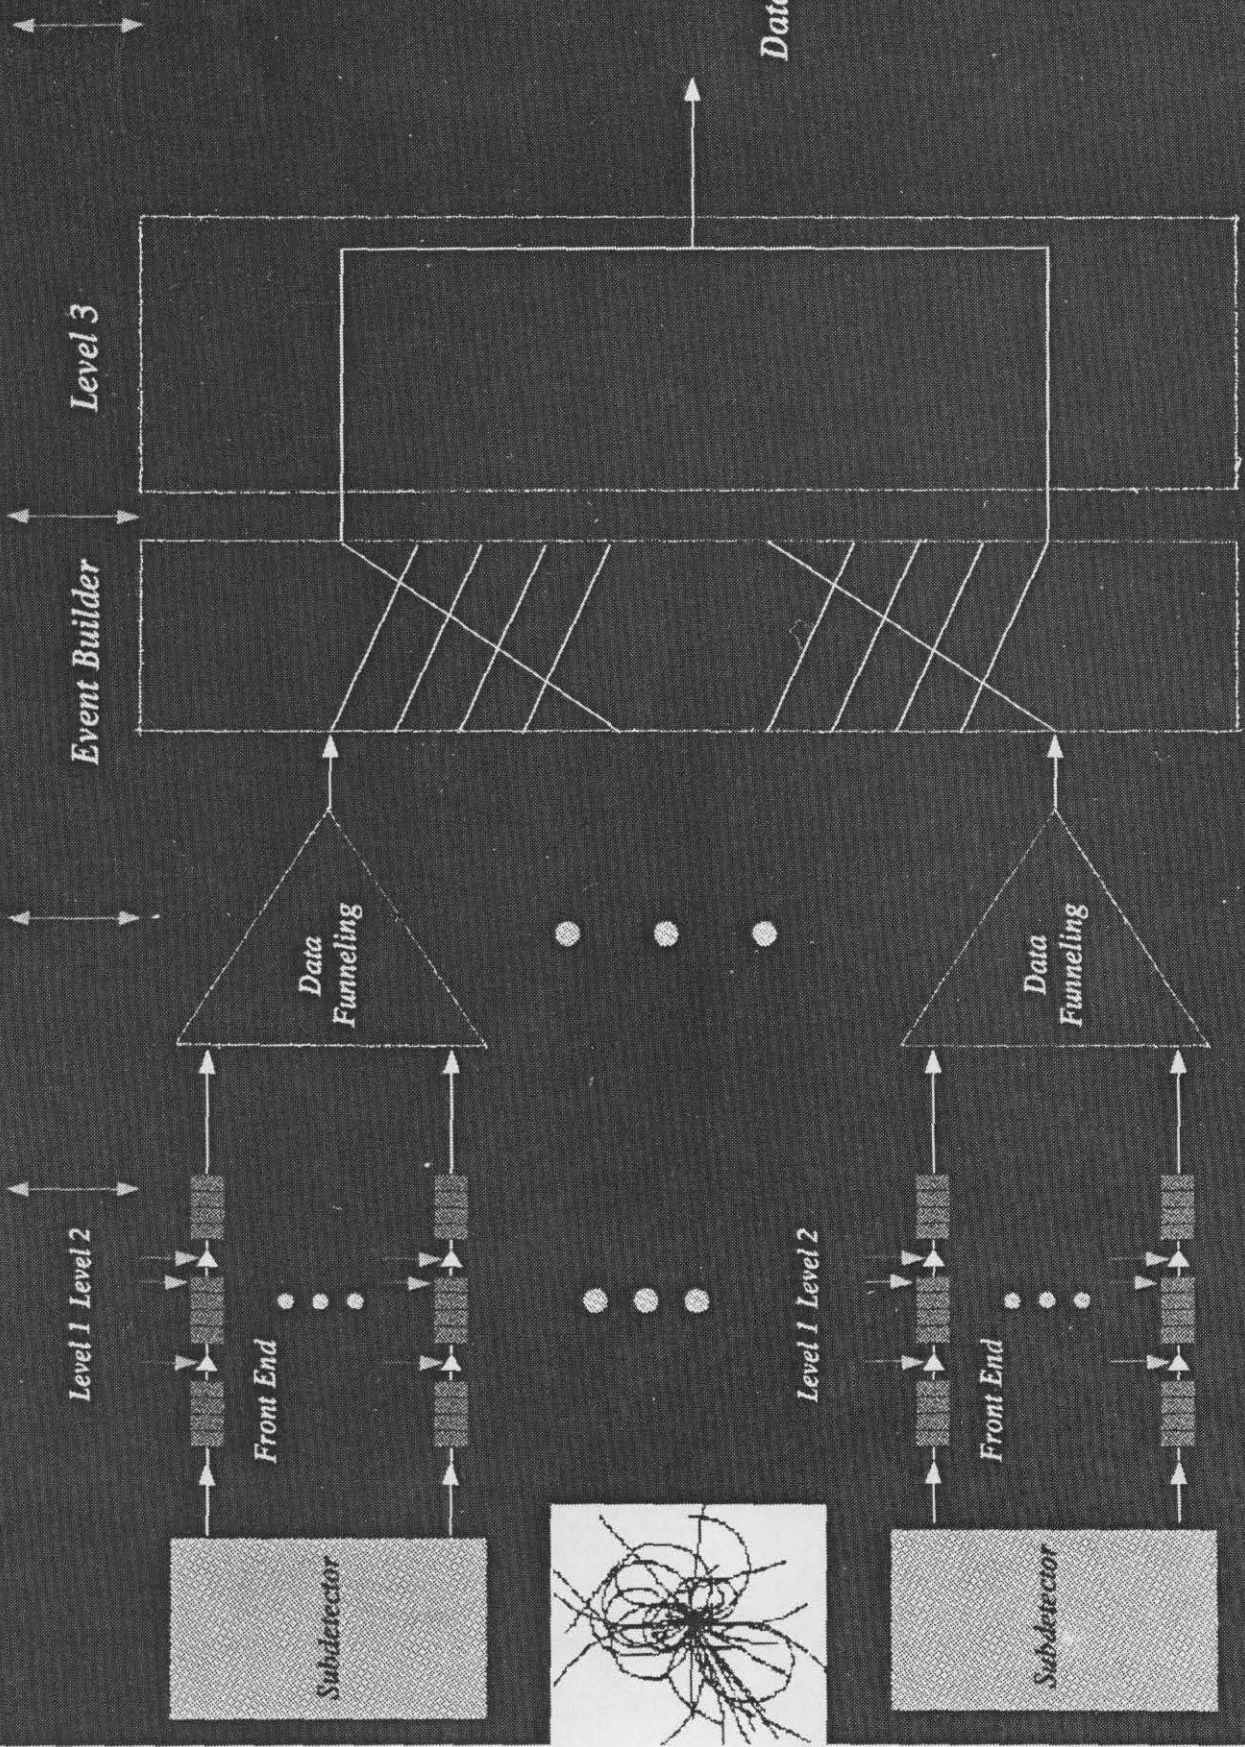 Level 1 Level 2
Event Builder
Level 3
Subdetector
Front End
Data
Funneling
Data
Level 1 Level 2
Subdetector
Front End
Data
Funneling